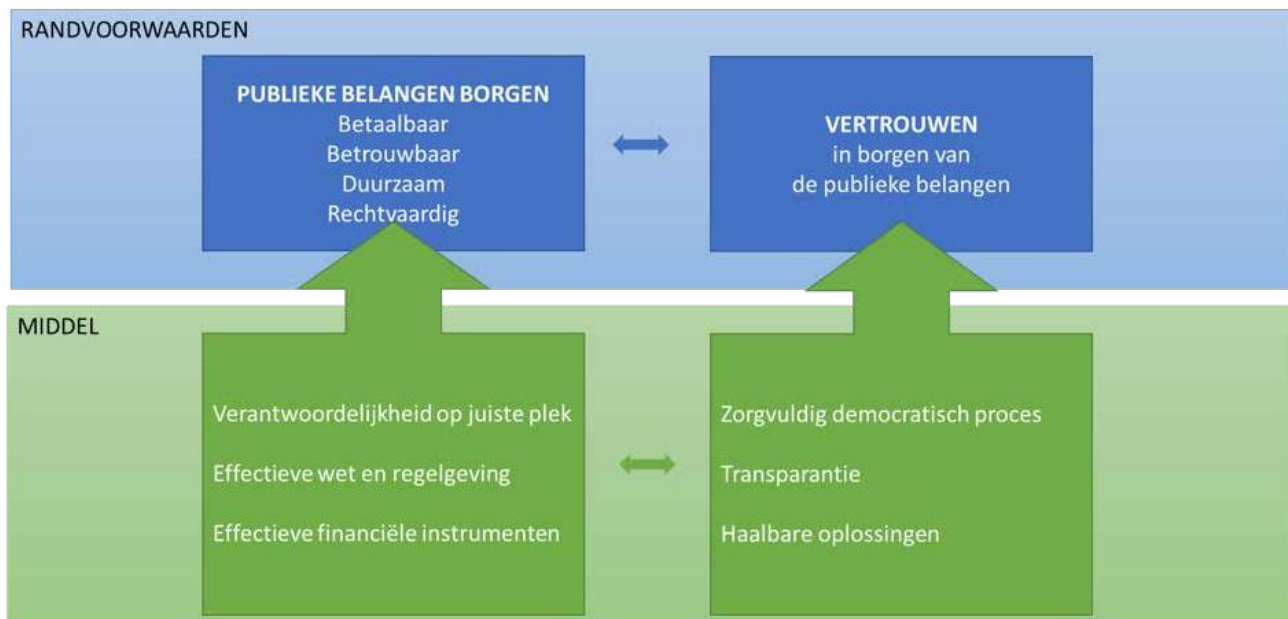 RANDVOORWAARDEN
PUBLIEKE BELANGEN BORGEN
Betaalbaar
Betrouwbaar
Duurzaam
Rechtvaardig
VERTROUWEN
in borgen van
de publieke belangen
MIDDEL
Verantwoordelijkheid op juiste plek
Effectieve wet en regelgeving
Effectieve financiële instrumenten
Zorgvuldig democratisch proces
Transparantie
Haalbare oplossingen